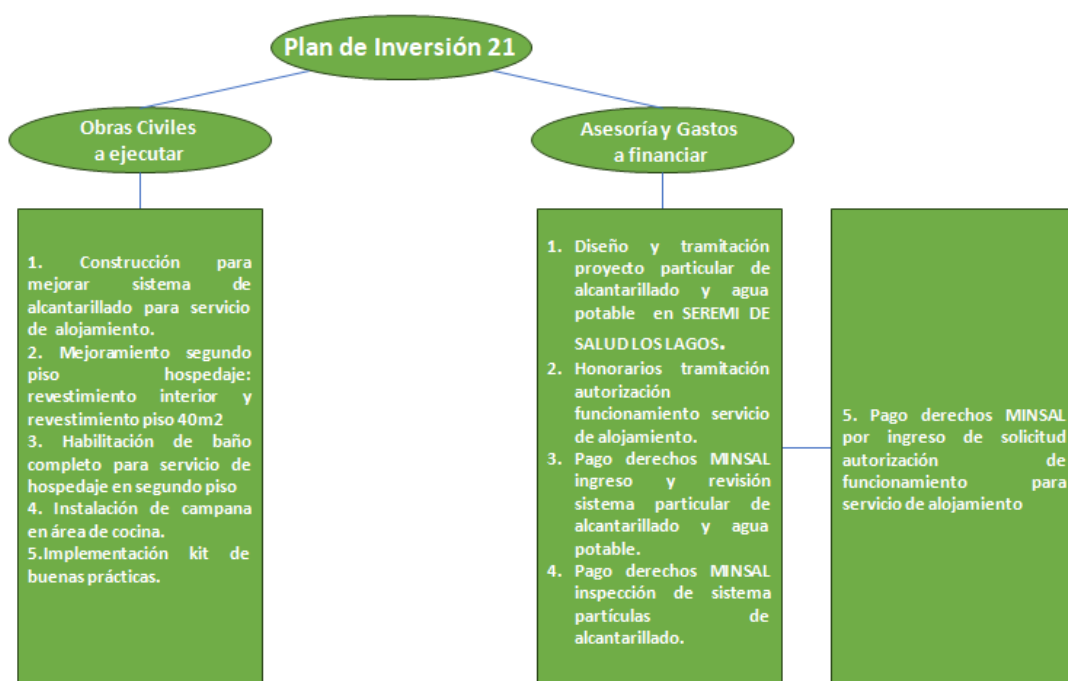 Plan de Inversión 21
Obras Civiles
a ejecutar
Asesoría y Gastos
a financiar
1. Construcción para
mejorar sistema de
alcantarillado para servicio
de alojamiento.
2. Mejoramiento segundo
piso hospedaje:
revestimiento interior y
revestimiento piso 40m2
3. Habilitación de baño
completo para servicio de
hospedaje en segundo piso
4. Instalación de campana
en área de cocina.
5.Implementación kit de
buenas prácticas.
1. Diseño y tramitación
proyecto particular de
alcantarillado y agua
potable en SEREMI DE
SALUD LOS LAGOS.
2. Honorarios tramitación
autorización
funcionamiento servicio
de alojamiento.
3. Pago derechos MINSAL
ingreso y revisión
sistema particular de
alcantarillado y agua
potable.
4. Pago derechos MINSAL
inspección de sistema
partículas de
alcantarillado.
5. Pago derechos MINSAL
por ingreso de solicitud
autorización de
funcionamiento para
servicio de alojamiento